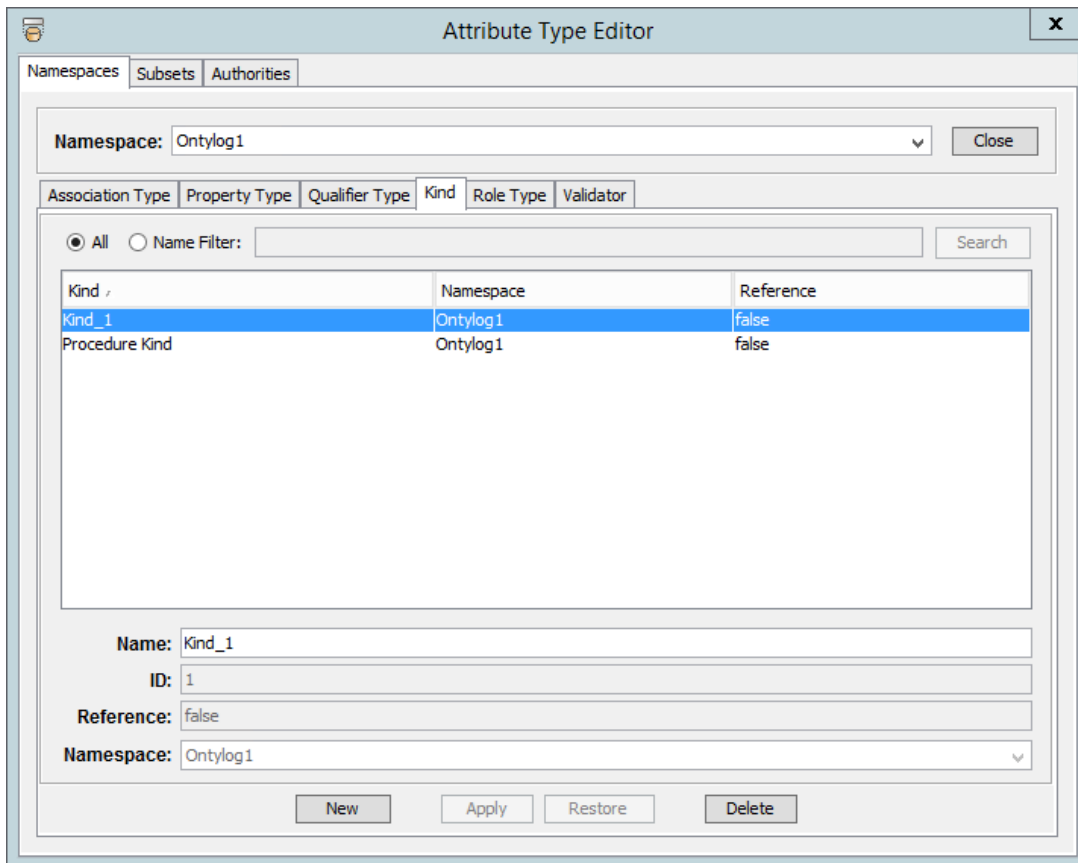 Attribute Type Editor x
Namespaces Subsets Authorities
Namespace: Ontylog1 Close
Association Type Property Type Qualifier Type Kind Role Type Validator
All Name Filter: Search
Kind Namespace Reference
Kind_1 Ontylog1 false
Procedure Kind Ontylog1 false
Name: Kind_1
ID: 1
Reference: false
Namespace: Ontylog1
New Apply Restore Delete